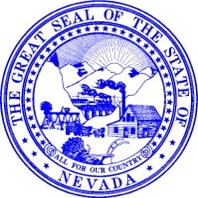 THE GREAT SEAL OF THE STATE OF
NEVADA
ALL FOR OUR COUNTRY